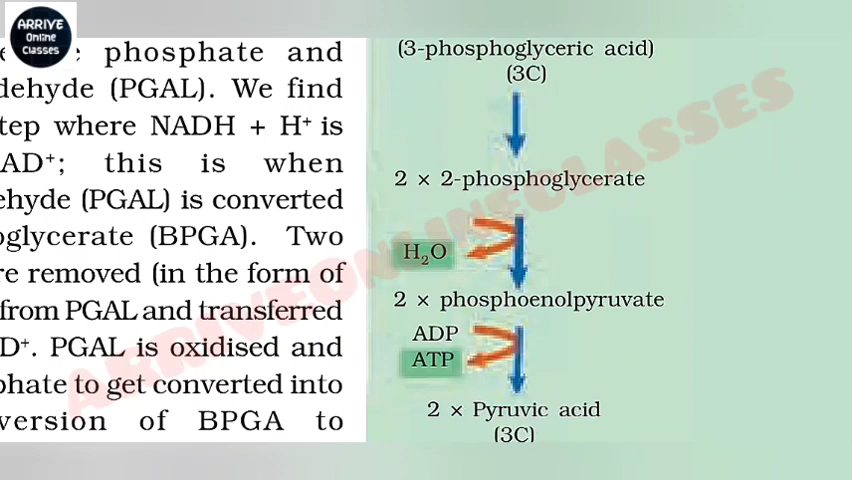 ARRIVE
Online
Classes
phosphate and
dehyde (PGAL). We find
tep where NADH + H⁺ is
AD⁺; this is when
ehyde (PGAL) is converted
oglycerate (BPGA). Two
re removed (in the form of
from PGAL and transferred
D⁺. PGAL is oxidised and
phate to get converted into
version of BPGA to
(3-phosphoglyceric acid)
(3C)
2 × 2-phosphoglycerate
H₂O
2 × phosphoenolpyruvate
ADP
ATP
2 × Pyruvic acid
(3C)
ARRIVEONLINECLASSES